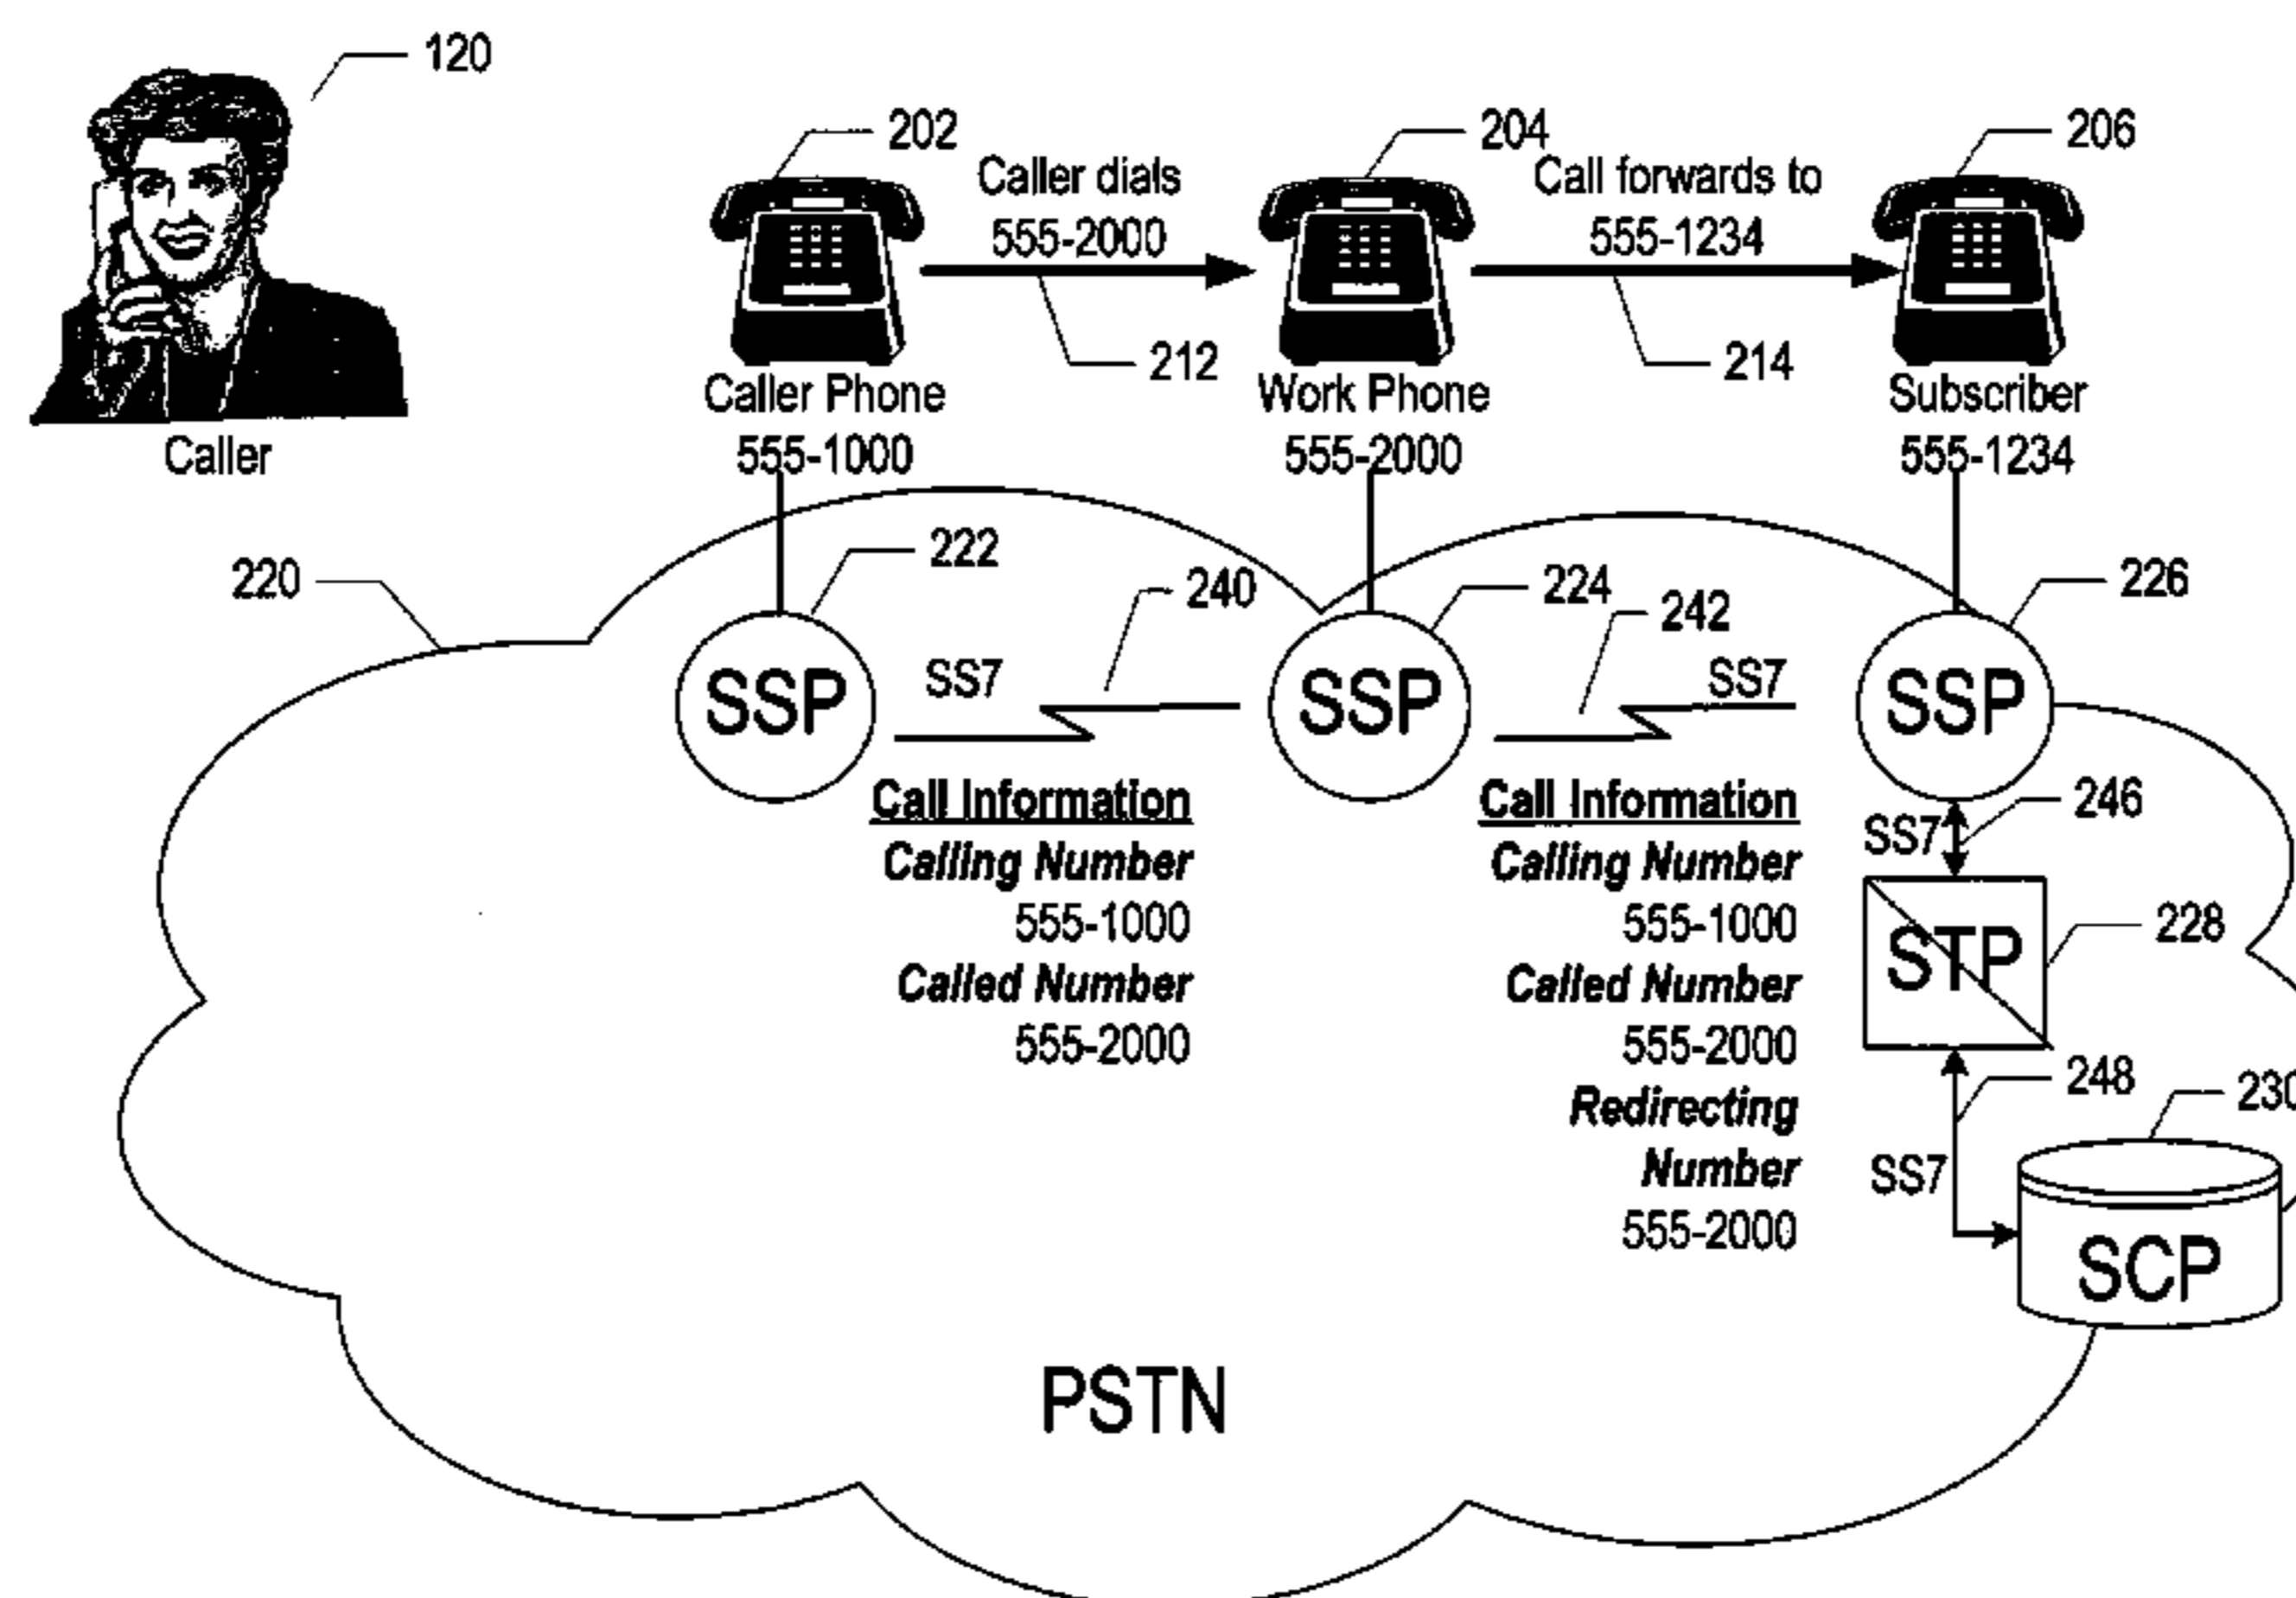 120
202
204
206
Caller dials
555-2000
Call forwards to
555-1234
212
214
Caller
Caller Phone
555-1000
Work Phone
555-2000
Subscriber
555-1234
220
222
240
224
242
226
SSP
SS7
SSP
SS7
SSP
Call Information
Calling Number
555-1000
Called Number
555-2000
Call Information
Calling Number
555-1000
Called Number
555-2000
Redirecting
Number
555-2000
SS7
246
STP
228
248
230
SS7
SCP
PSTN